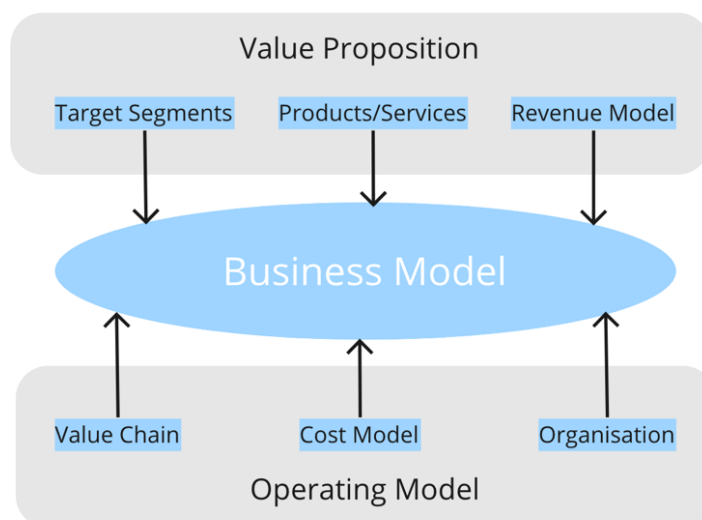 Value Proposition
Target Segments
Products/Services
Revenue Model
Business Model
Value Chain
Cost Model
Organisation
Operating Model